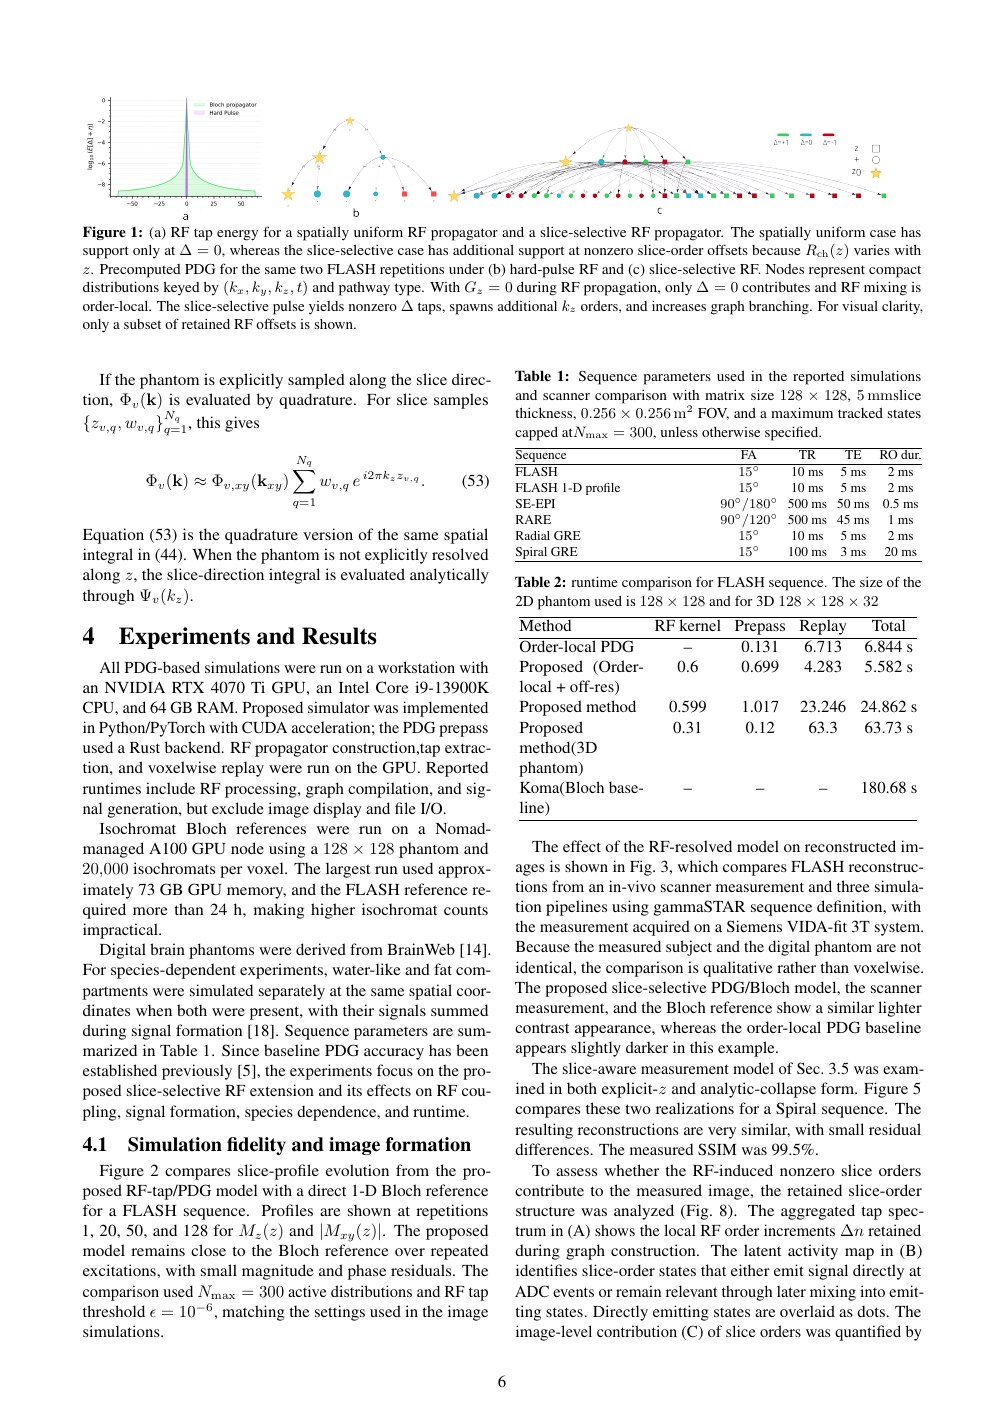 0
−2
−4
−6
−8
log₁₀(E[Δ] + η)
Bloch propagator
Hard Pulse
−50 −25 0 25 50
a
b
c
Δ=+1 Δ=0 Δ=-1
z
+
Z0
Figure 1: (a) RF tap energy for a spatially uniform RF propagator and a slice-selective RF propagator. The spatially uniform case has
support only at Δ = 0, whereas the slice-selective case has additional support at nonzero slice-order offsets because R_ch(z) varies with
z. Precomputed PDG for the same two FLASH repetitions under (b) hard-pulse RF and (c) slice-selective RF. Nodes represent compact
distributions keyed by (k_x, k_y, k_z, t) and pathway type. With G_z = 0 during RF propagation, only Δ = 0 contributes and RF mixing is
order-local. The slice-selective pulse yields nonzero Δ taps, spawns additional k_z orders, and increases graph branching. For visual clarity,
only a subset of retained RF offsets is shown.
If the phantom is explicitly sampled along the slice direc-
tion, Φ_v(k) is evaluated by quadrature. For slice samples
{z_{v,q}, w_{v,q}}_{q=1}^{N_q}, this gives
Φ_v(k) ≈ Φ_{v,xy}(k_{xy}) ∑_{q=1}^{N_q} w_{v,q} e^{i2πk_z z_{v,q}}. (53)
Equation (53) is the quadrature version of the same spatial
integral in (44). When the phantom is not explicitly resolved
along z, the slice-direction integral is evaluated analytically
through Ψ_v(k_z).
4 Experiments and Results
All PDG-based simulations were run on a workstation with
an NVIDIA RTX 4070 Ti GPU, an Intel Core i9-13900K
CPU, and 64 GB RAM. Proposed simulator was implemented
in Python/PyTorch with CUDA acceleration; the PDG prepass
used a Rust backend. RF propagator construction,tap extrac-
tion, and voxelwise replay were run on the GPU. Reported
runtimes include RF processing, graph compilation, and sig-
nal generation, but exclude image display and file I/O.
Isochromat Bloch references were run on a Nomad-
managed A100 GPU node using a 128 × 128 phantom and
20,000 isochromats per voxel. The largest run used approx-
imately 73 GB GPU memory, and the FLASH reference re-
quired more than 24 h, making higher isochromat counts
impractical.
Digital brain phantoms were derived from BrainWeb [14].
For species-dependent experiments, water-like and fat com-
partments were simulated separately at the same spatial coor-
dinates when both were present, with their signals summed
during signal formation [18]. Sequence parameters are sum-
marized in Table 1. Since baseline PDG accuracy has been
established previously [5], the experiments focus on the pro-
posed slice-selective RF extension and its effects on RF cou-
pling, signal formation, species dependence, and runtime.
4.1 Simulation fidelity and image formation
Figure 2 compares slice-profile evolution from the pro-
posed RF-tap/PDG model with a direct 1-D Bloch reference
for a FLASH sequence. Profiles are shown at repetitions
1, 20, 50, and 128 for M_z(z) and |M_{xy}(z)|. The proposed
model remains close to the Bloch reference over repeated
excitations, with small magnitude and phase residuals. The
comparison used N_max = 300 active distributions and RF tap
threshold ϵ = 10⁻⁶, matching the settings used in the image
simulations.
Table 1: Sequence parameters used in the reported simulations
and scanner comparison with matrix size 128 × 128, 5 mmslice
thickness, 0.256 × 0.256 m² FOV, and a maximum tracked states
capped atN_max = 300, unless otherwise specified.
Sequence FA TR TE RO dur.
FLASH 15° 10 ms 5 ms 2 ms
FLASH 1-D profile 15° 10 ms 5 ms 2 ms
SE-EPI 90°/180° 500 ms 50 ms 0.5 ms
RARE 90°/120° 500 ms 45 ms 1 ms
Radial GRE 15° 10 ms 5 ms 2 ms
Spiral GRE 15° 100 ms 3 ms 20 ms
Table 2: runtime comparison for FLASH sequence. The size of the
2D phantom used is 128 × 128 and for 3D 128 × 128 × 32
Method RF kernel Prepass Replay Total
Order-local PDG – 0.131 6.713 6.844 s
Proposed (Order- 0.6 0.699 4.283 5.582 s
local + off-res)
Proposed method 0.599 1.017 23.246 24.862 s
Proposed 0.31 0.12 63.3 63.73 s
method(3D
phantom)
Koma(Bloch base- – – – 180.68 s
line)
The effect of the RF-resolved model on reconstructed im-
ages is shown in Fig. 3, which compares FLASH reconstruc-
tions from an in-vivo scanner measurement and three simula-
tion pipelines using gammaSTAR sequence definition, with
the measurement acquired on a Siemens VIDA-fit 3T system.
Because the measured subject and the digital phantom are not
identical, the comparison is qualitative rather than voxelwise.
The proposed slice-selective PDG/Bloch model, the scanner
measurement, and the Bloch reference show a similar lighter
contrast appearance, whereas the order-local PDG baseline
appears slightly darker in this example.
The slice-aware measurement model of Sec. 3.5 was exam-
ined in both explicit-z and analytic-collapse form. Figure 5
compares these two realizations for a Spiral sequence. The
resulting reconstructions are very similar, with small residual
differences. The measured SSIM was 99.5%.
To assess whether the RF-induced nonzero slice orders
contribute to the measured image, the retained slice-order
structure was analyzed (Fig. 8). The aggregated tap spec-
trum in (A) shows the local RF order increments Δn retained
during graph construction. The latent activity map in (B)
identifies slice-order states that either emit signal directly at
ADC events or remain relevant through later mixing into emit-
ting states. Directly emitting states are overlaid as dots. The
image-level contribution (C) of slice orders was quantified by
6